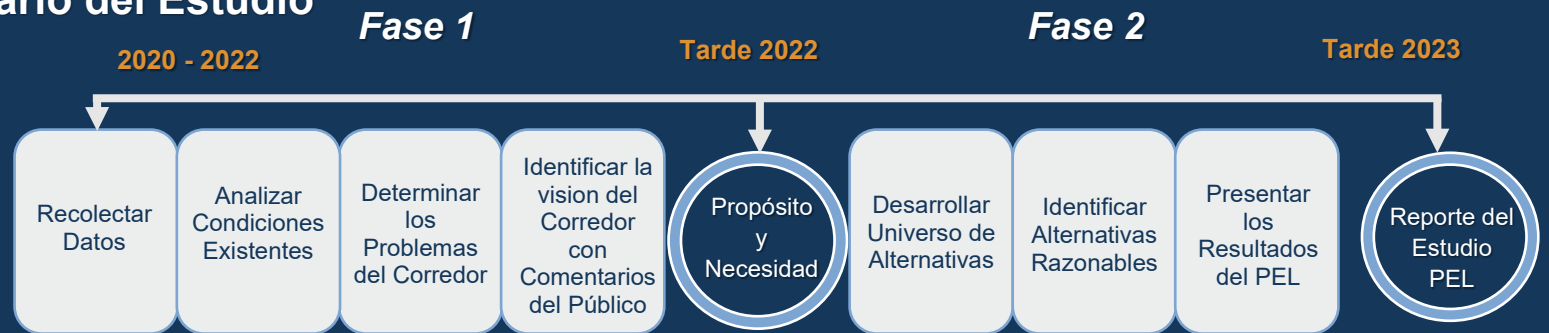 del Estudio
Fase 1
Fase 2
2020 - 2022
Tarde 2022
Tarde 2023
Recolectar
Datos
Analizar
Condiciones
Existentes
Determinar
los
Problemas
del Corredor
Identificar la
vision del
Corredor
con
Comentarios
del Público
Propósito
y
Necesidad
Desarrollar
Universo de
Alternativas
Identificar
Alternativas
Razonables
Presentar
los
Resultados
del PEL
Reporte del
Estudio
PEL